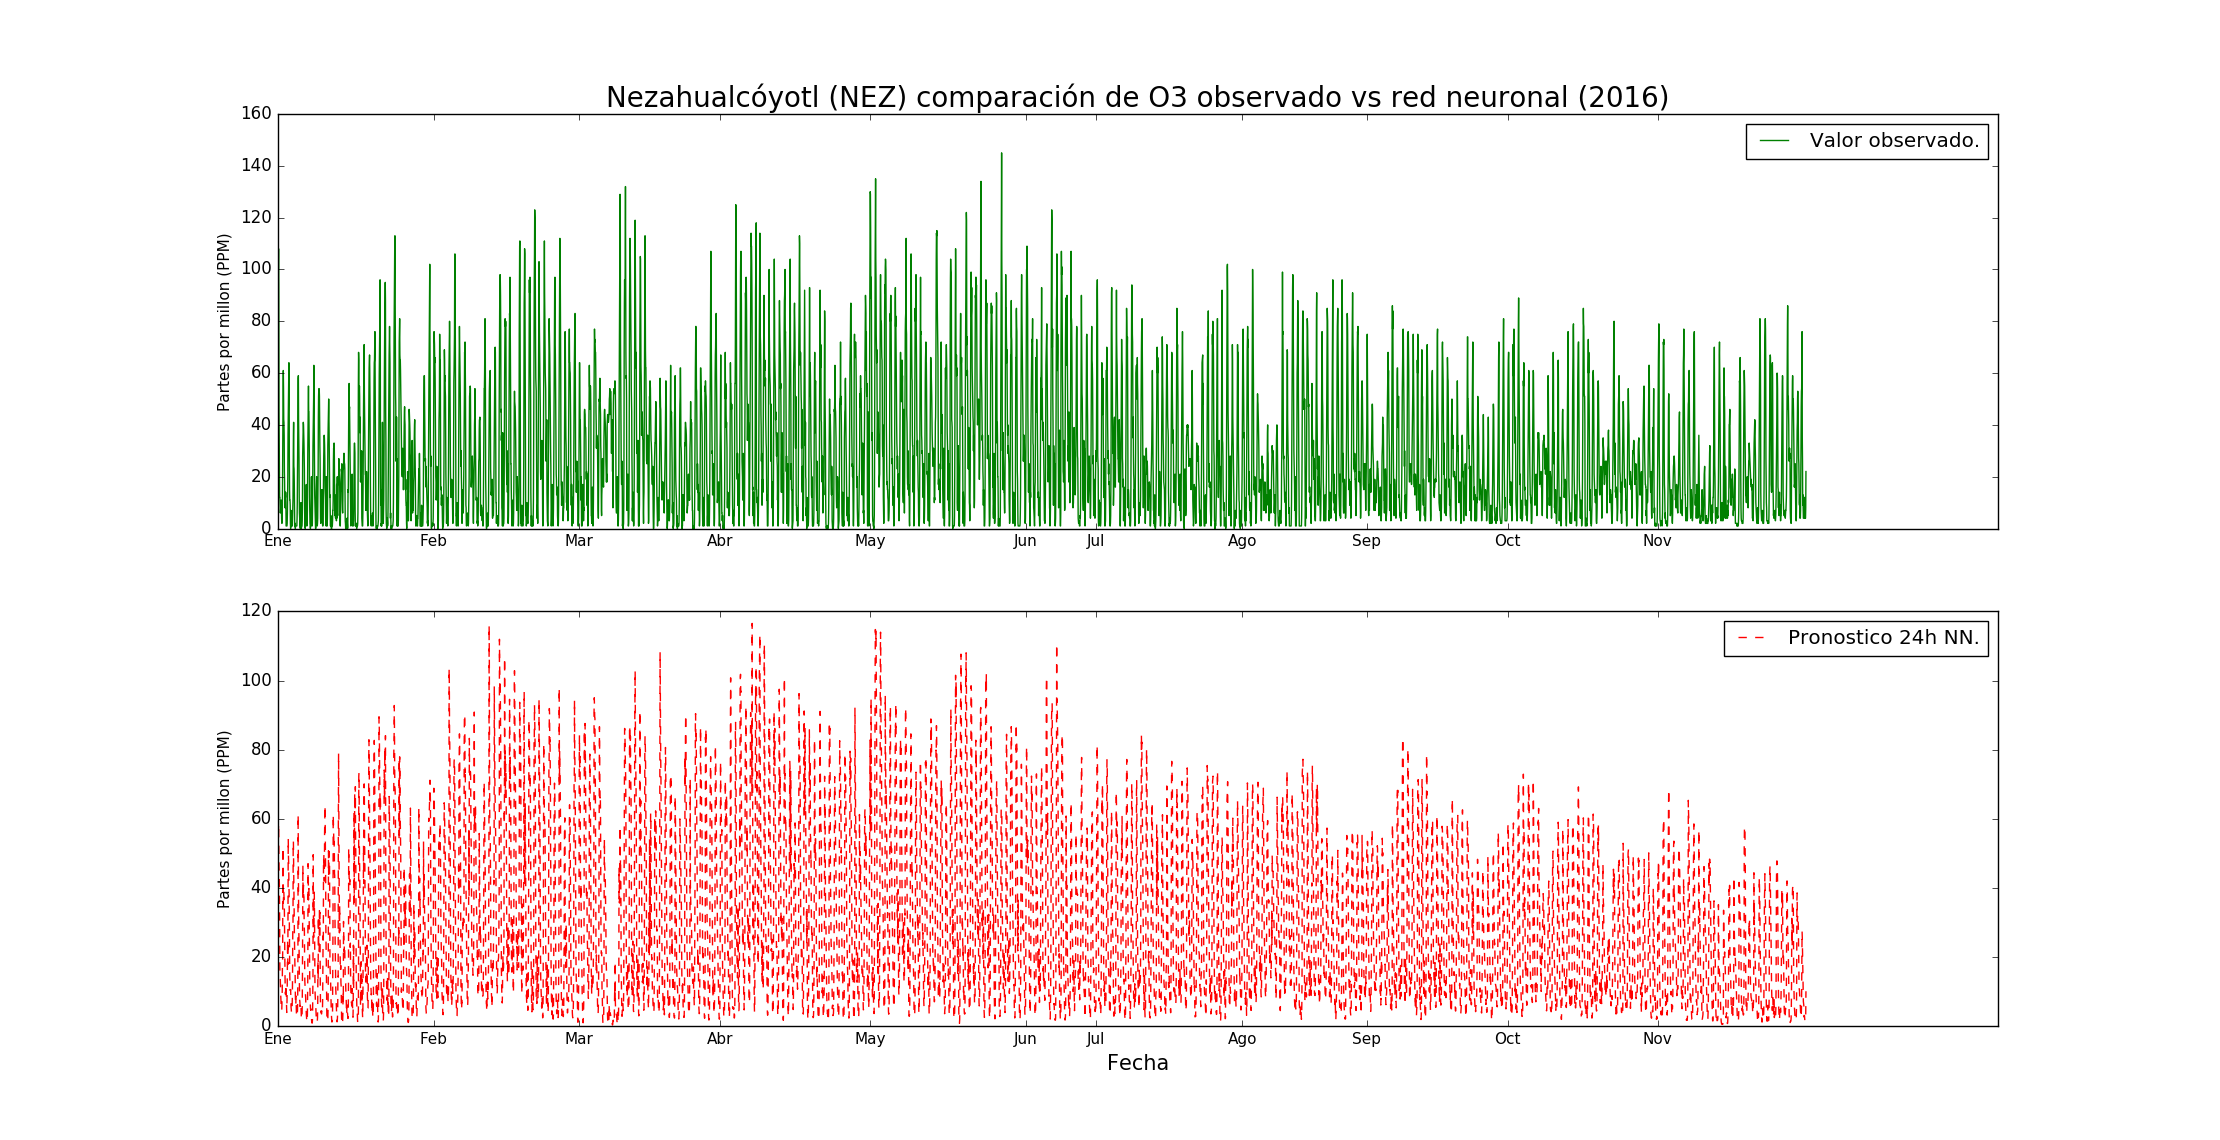 Nezahualcóyotl (NEZ) comparación de O3 observado vs red neuronal (2016)
160
140
120
100
80
60
40
20
0
Partes por millon (PPM)
Valor observado.
Ene Feb Mar Abr May Jun Jul Ago Sep Oct Nov
120
100
80
60
40
20
0
Partes por millon (PPM)
Pronostico 24h NN.
Ene Feb Mar Abr May Jun Jul Ago Sep Oct Nov
Fecha